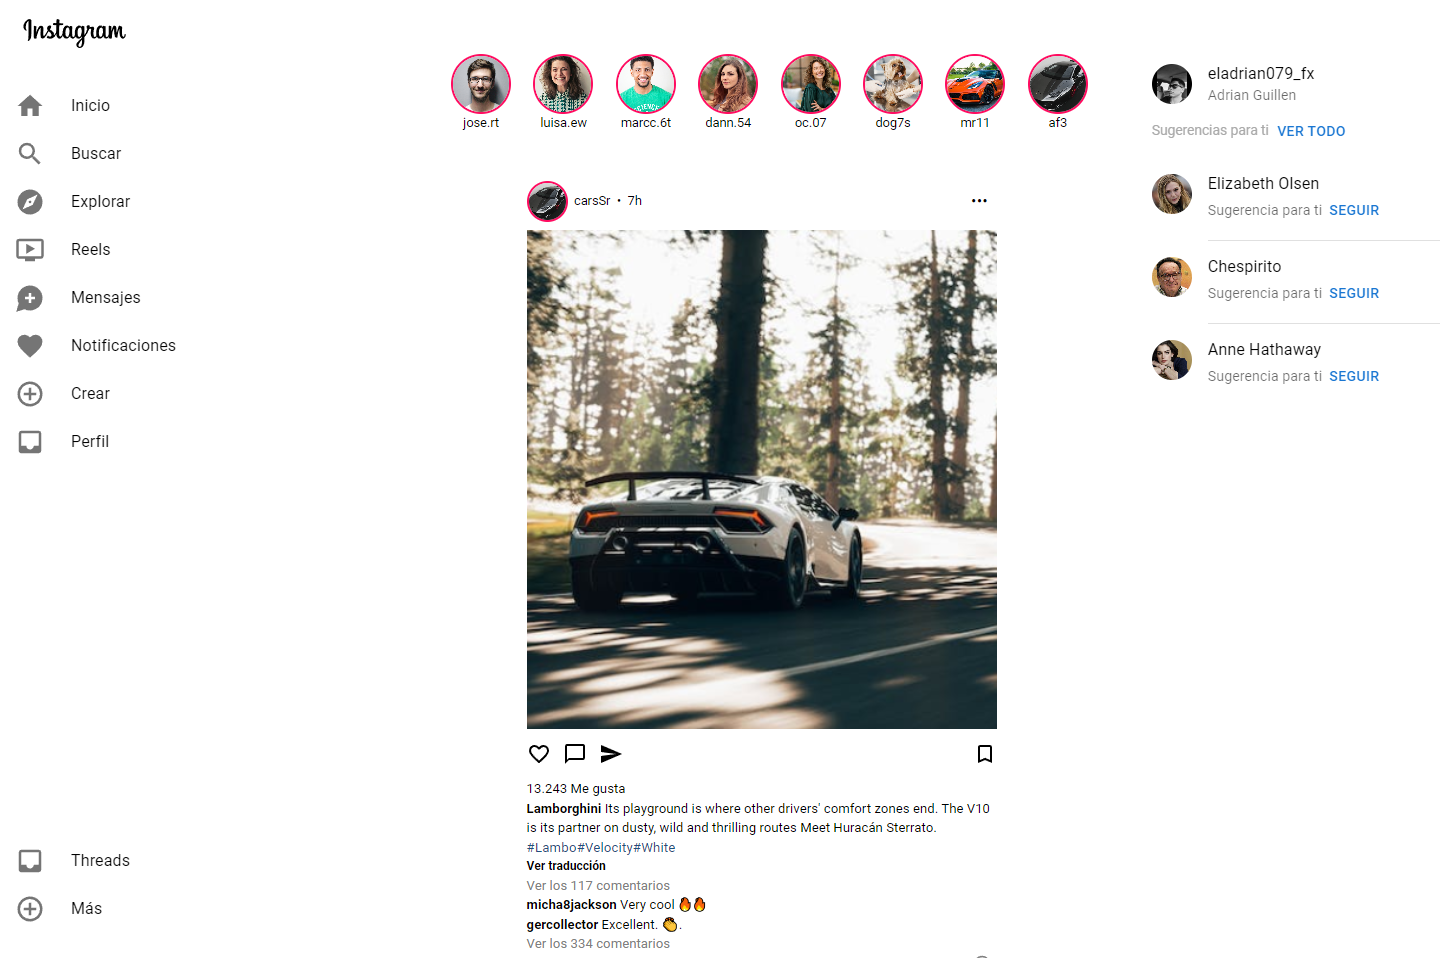 Instagram
Inicio
Buscar
Explorar
Reels
Mensajes
Notificaciones
Crear
Perfil
Threads
Más
jose.rt
luisa.ew
marcc.6t
dann.54
oc.07
dog7s
mr11
af3
carsSr • 7h
13.243 Me gusta
Lamborghini Its playground is where other drivers' comfort zones end. The V10
is its partner on dusty, wild and thrilling routes Meet Huracán Sterrato.
#Lambo#Velocity#White
Ver traducción
Ver los 117 comentarios
micha8jackson Very cool 🔥🔥
gercollector Excellent. 👏.
Ver los 334 comentarios
eladrian079_fx
Adrian Guillen
Sugerencias para ti VER TODO
Elizabeth Olsen
Sugerencia para ti SEGUIR
Chespirito
Sugerencia para ti SEGUIR
Anne Hathaway
Sugerencia para ti SEGUIR